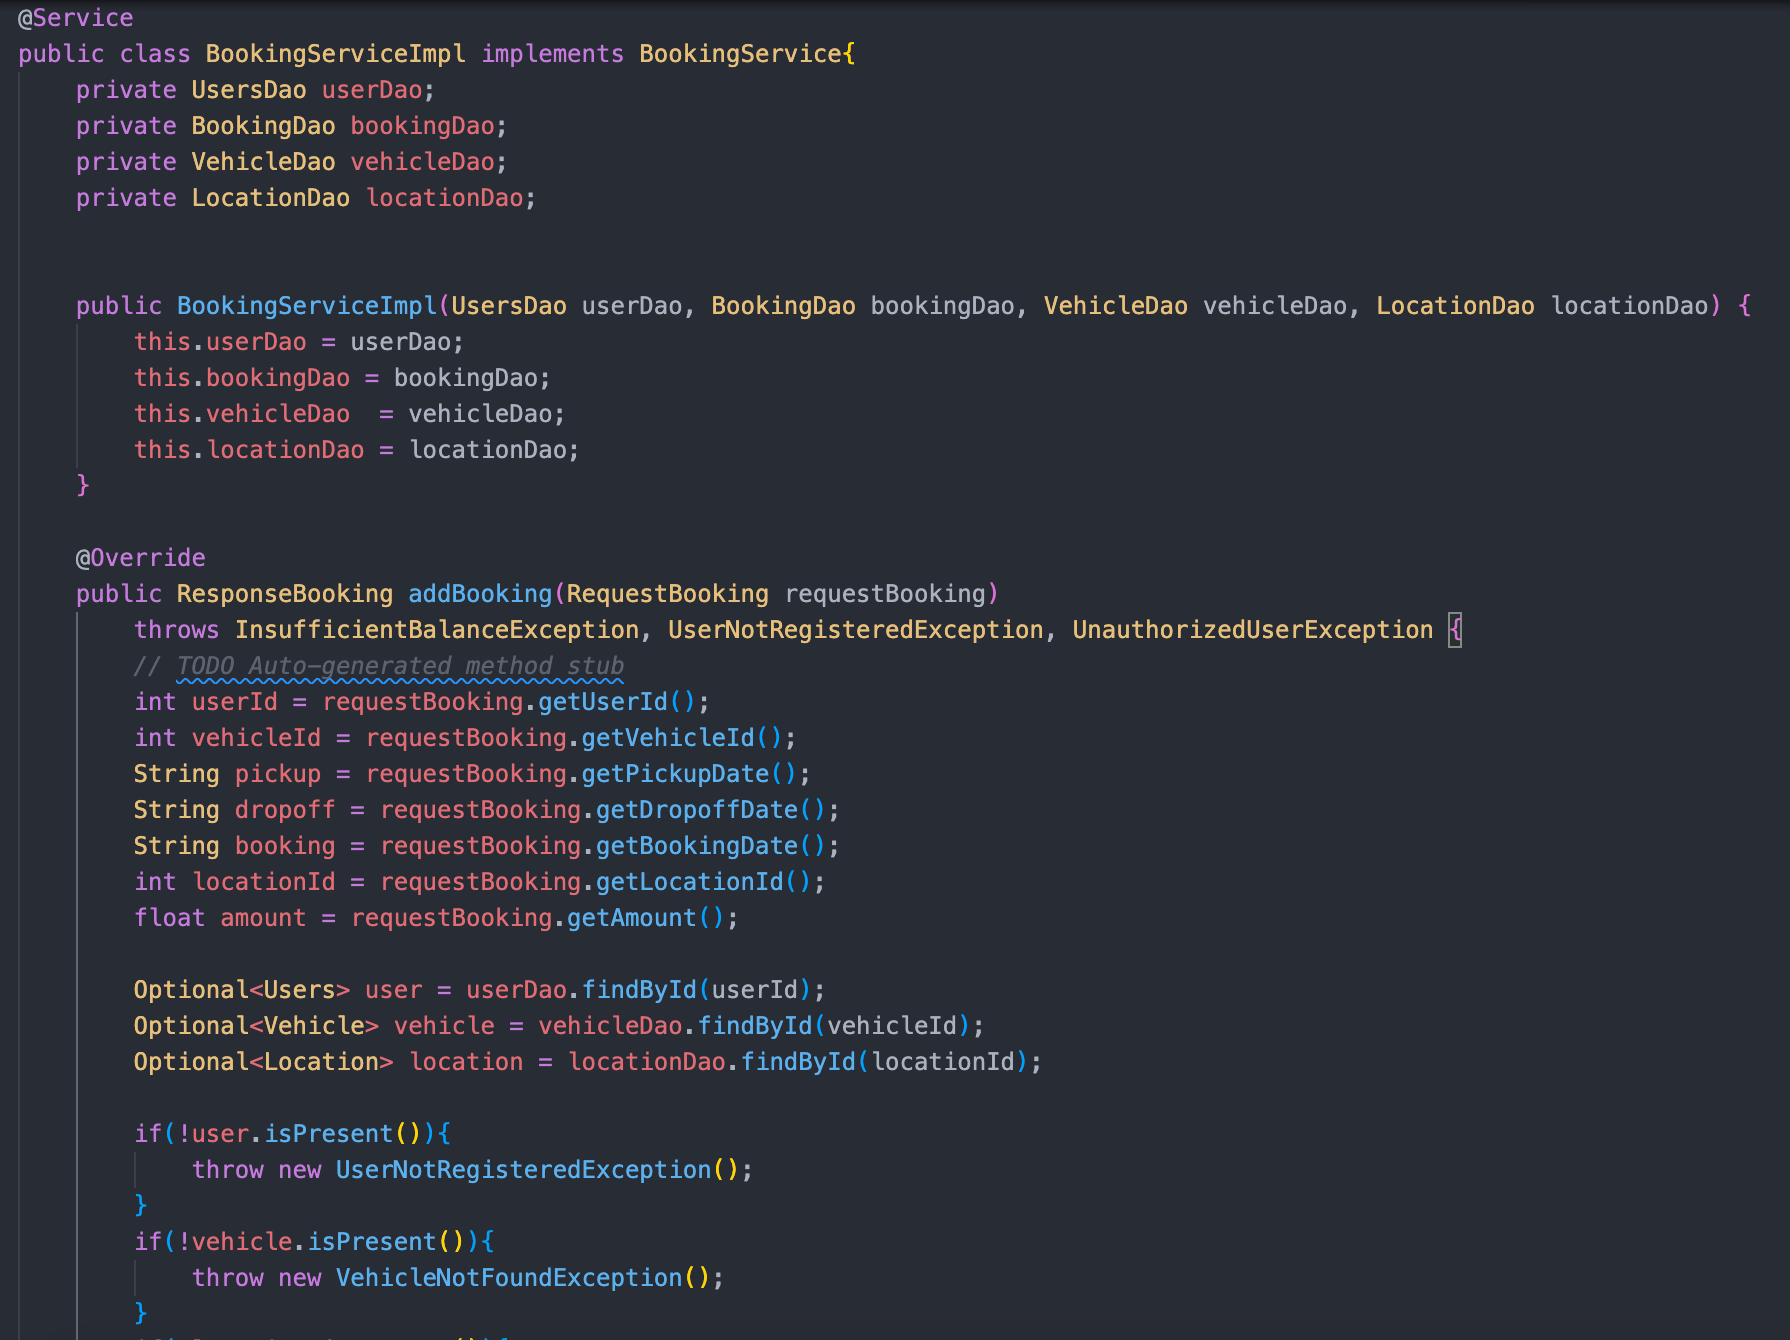 @Service
public class BookingServiceImpl implements BookingService{
private UsersDao userDao;
private BookingDao bookingDao;
private VehicleDao vehicleDao;
private LocationDao locationDao;
public BookingServiceImpl(UsersDao userDao, BookingDao bookingDao, VehicleDao vehicleDao, LocationDao locationDao) {
this.userDao = userDao;
this.bookingDao = bookingDao;
this.vehicleDao  = vehicleDao;
this.locationDao = locationDao;
}
@Override
public ResponseBooking addBooking(RequestBooking requestBooking)
throws InsufficientBalanceException, UserNotRegisteredException, UnauthorizedUserException {
// TODO Auto-generated method stub
int userId = requestBooking.getUserId();
int vehicleId = requestBooking.getVehicleId();
String pickup = requestBooking.getPickupDate();
String dropoff = requestBooking.getDropoffDate();
String booking = requestBooking.getBookingDate();
int locationId = requestBooking.getLocationId();
float amount = requestBooking.getAmount();
Optional<Users> user = userDao.findById(userId);
Optional<Vehicle> vehicle = vehicleDao.findById(vehicleId);
Optional<Location> location = locationDao.findById(locationId);
if(!user.isPresent()){
throw new UserNotRegisteredException();
}
if(!vehicle.isPresent()){
throw new VehicleNotFoundException();
}